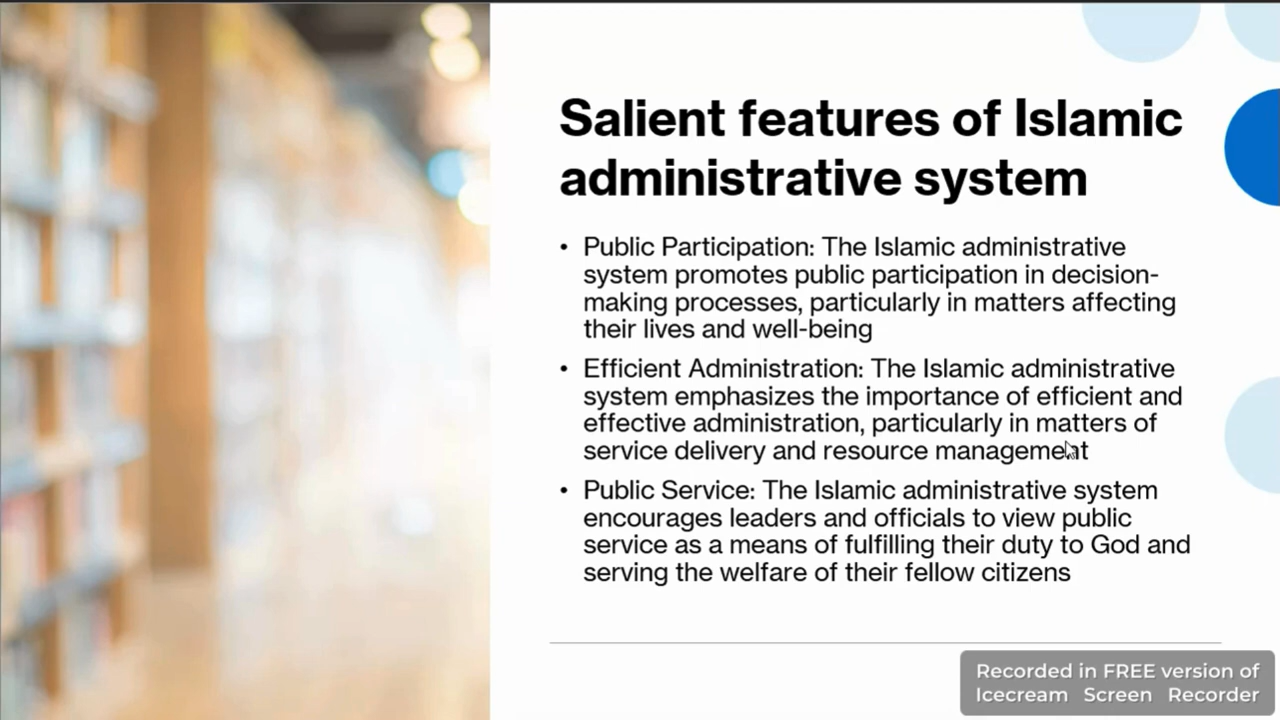 Salient features of Islamic
administrative system
• Public Participation: The Islamic administrative
system promotes public participation in decision-
making processes, particularly in matters affecting
their lives and well-being
• Efficient Administration: The Islamic administrative
system emphasizes the importance of efficient and
effective administration, particularly in matters of
service delivery and resource management
• Public Service: The Islamic administrative system
encourages leaders and officials to view public
service as a means of fulfilling their duty to God and
serving the welfare of their fellow citizens
Recorded in FREE version of
Icecream Screen Recorder